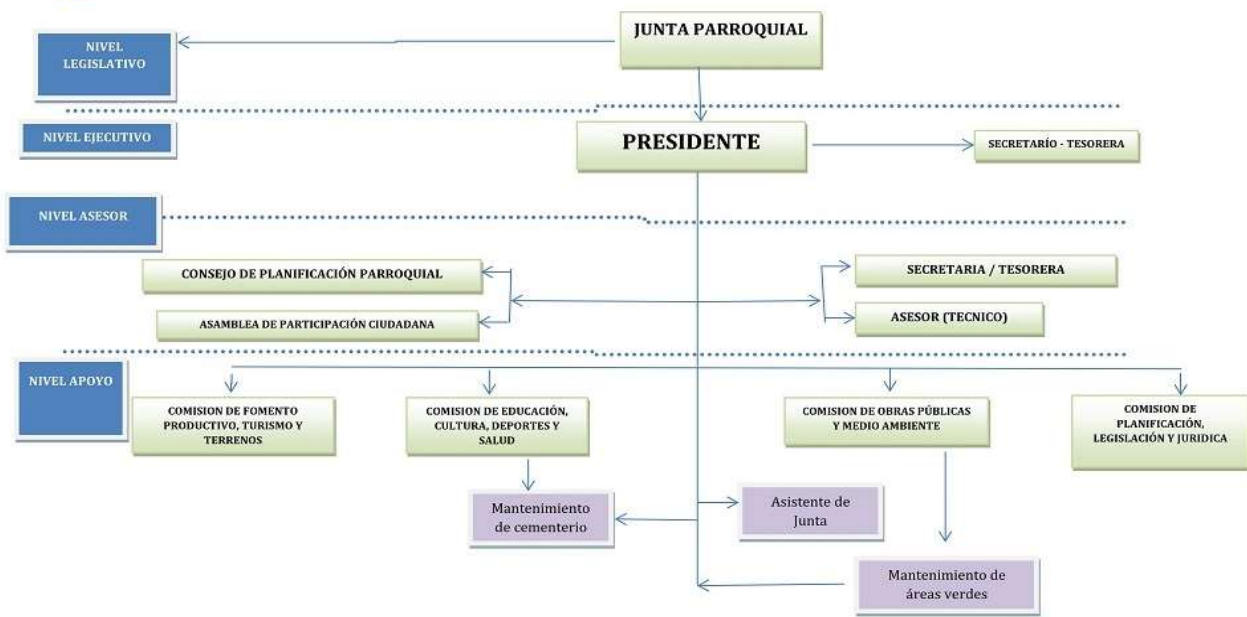 JUNTA PARROQUIAL
NIVEL
LEGISLATIVO
NIVEL EJECUTIVO
PRESIDENTE
SECRETARÍO - TESORERA
NIVEL ASESOR
CONSEJO DE PLANIFICACIÓN PARROQUIAL
SECRETARIA / TESORERA
ASAMBLEA DE PARTICIPACIÓN CIUDADANA
ASESOR (TECNICO)
NIVEL APOYO
COMISION DE FOMENTO
PRODUCTIVO, TURISMO Y
TERRENOS
COMISION DE EDUCACIÓN,
CULTURA, DEPORTES Y
SALUD
COMISION DE OBRAS PÚBLICAS
Y MEDIO AMBIENTE
COMISION DE
PLANIFICACIÓN,
LEGISLACIÓN Y JURIDICA
Mantenimiento
de cementerio
Asistente de
Junta
Mantenimiento de
áreas verdes